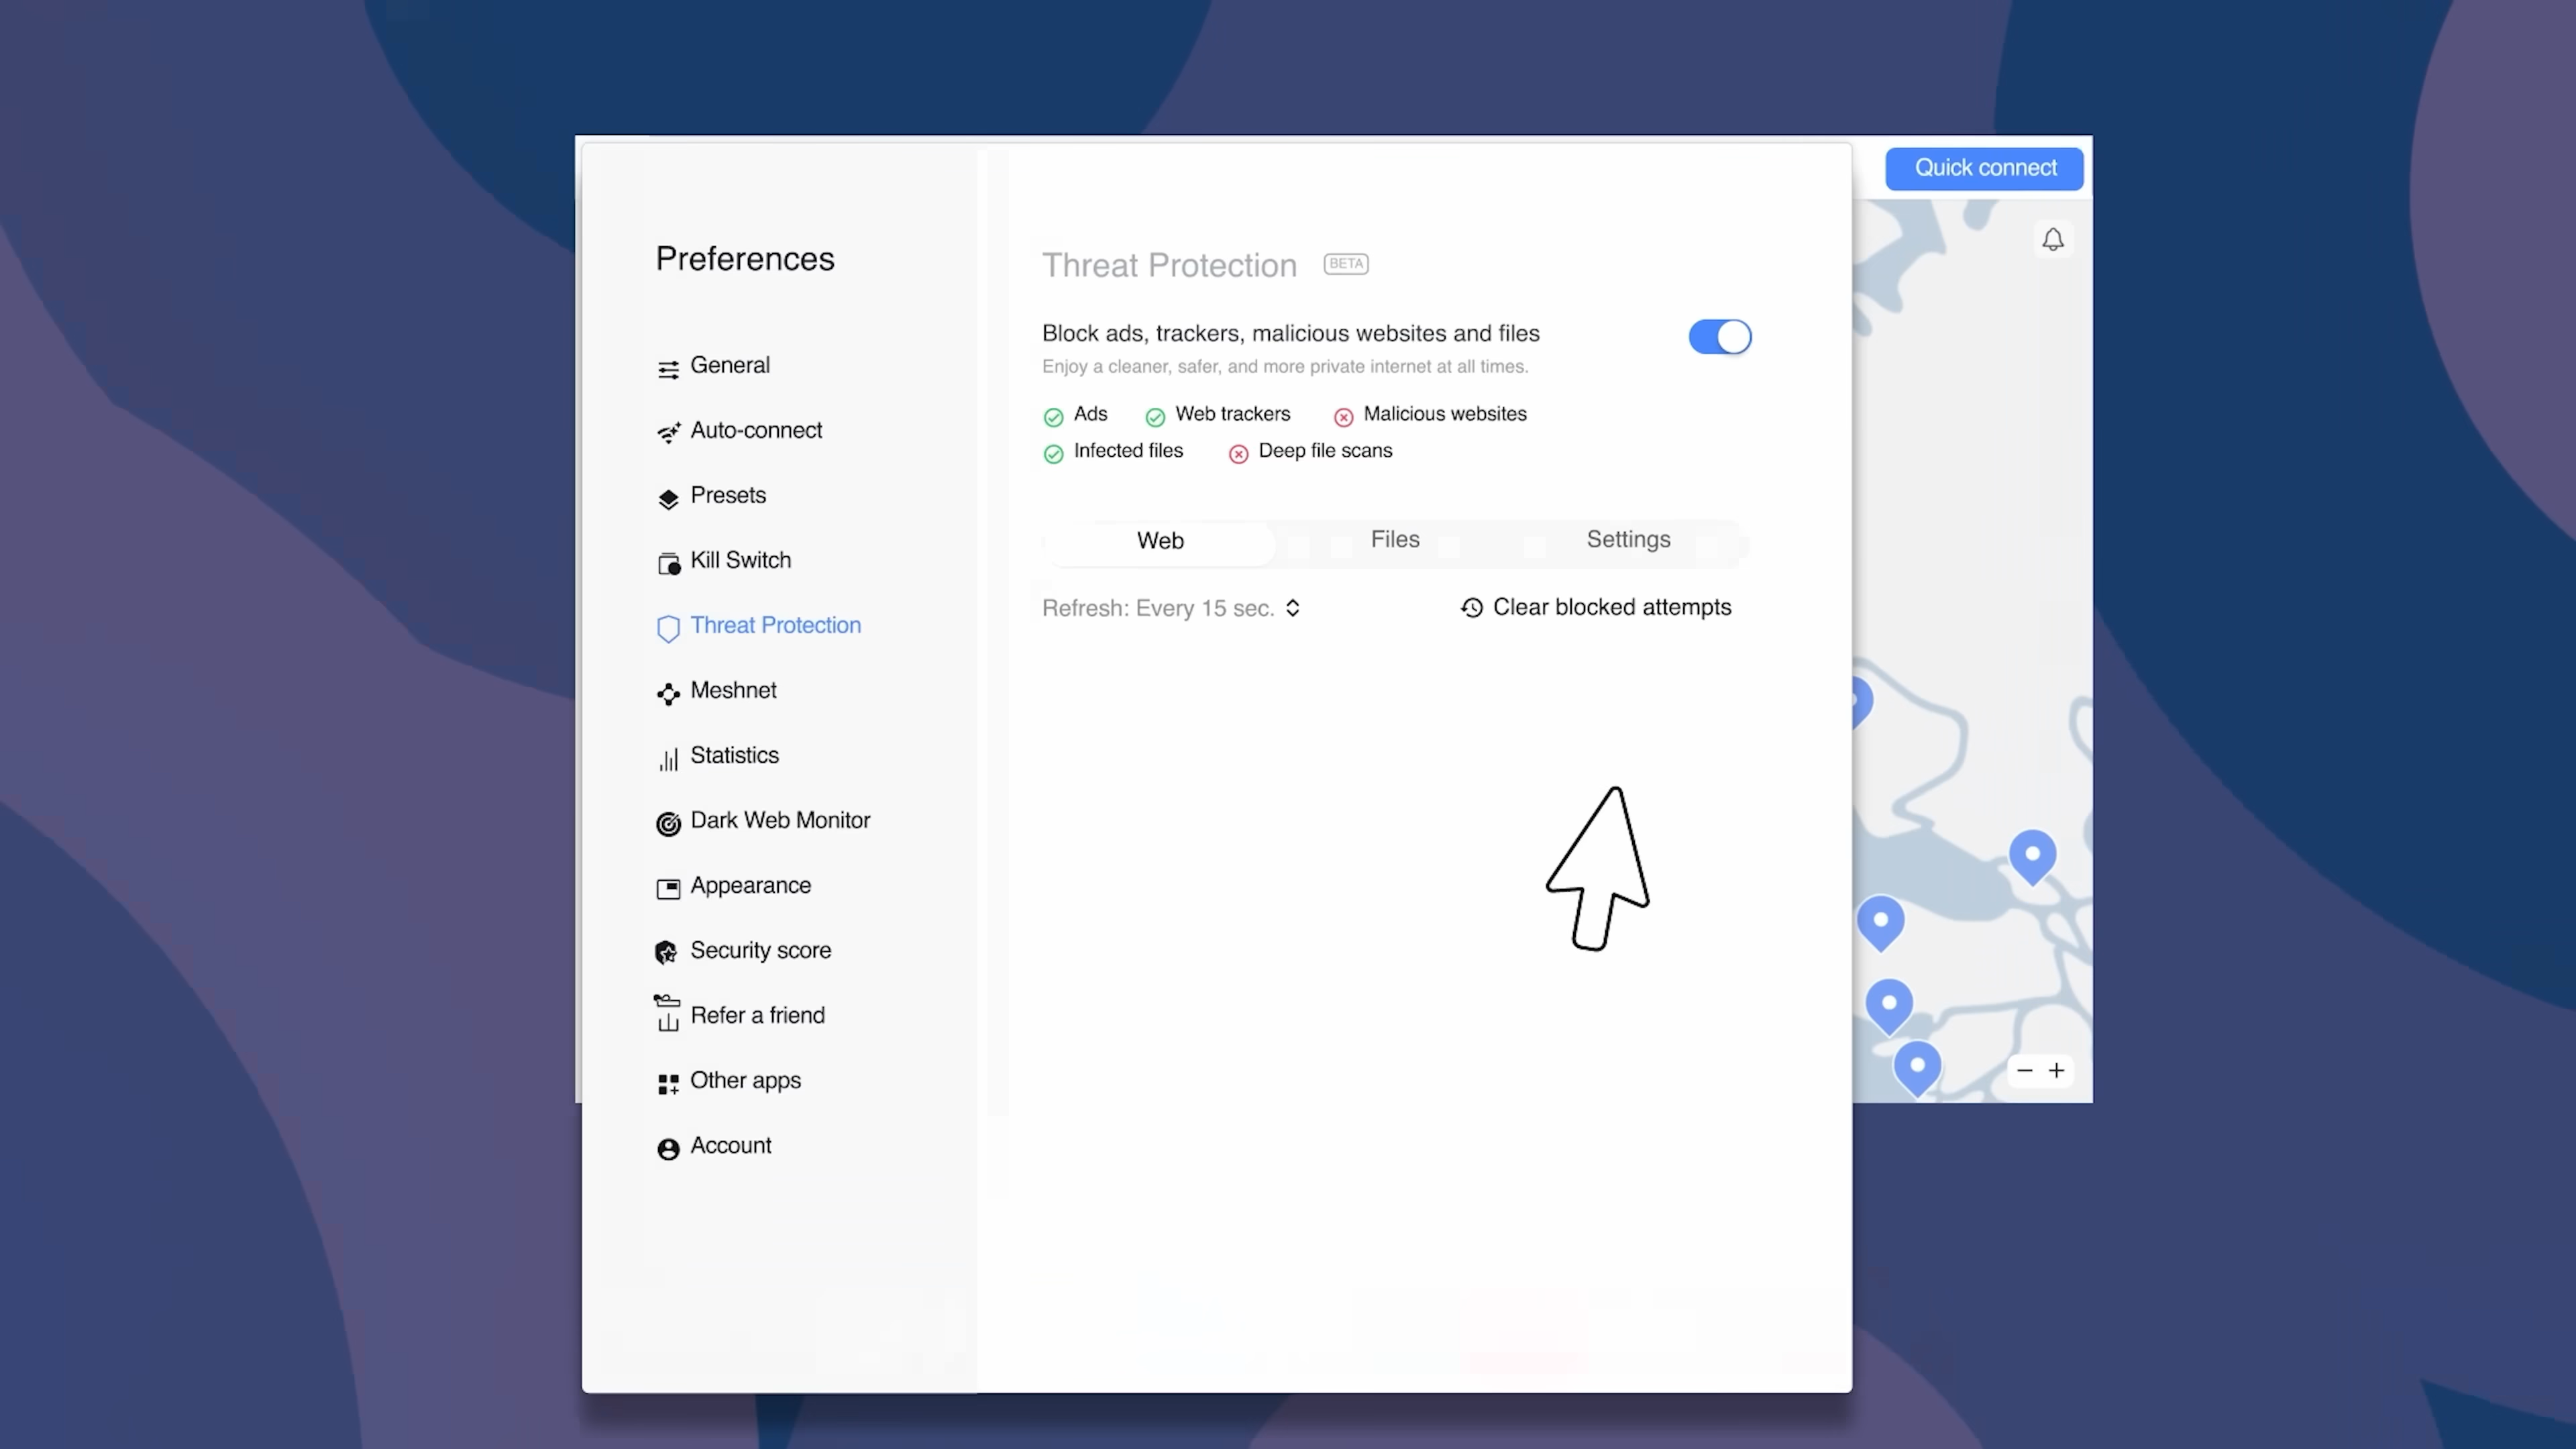 Quick connect
Preferences
General
Auto-connect
Presets
Kill Switch
Threat Protection
Meshnet
Statistics
Dark Web Monitor
Appearance
Security score
Refer a friend
Other apps
Account
Threat Protection BETA
Block ads, trackers, malicious websites and files
Enjoy a cleaner, safer, and more private internet at all times.
Ads Web trackers Malicious websites
Infected files Deep file scans
Web Files Settings
Refresh: Every 15 sec. Clear blocked attempts